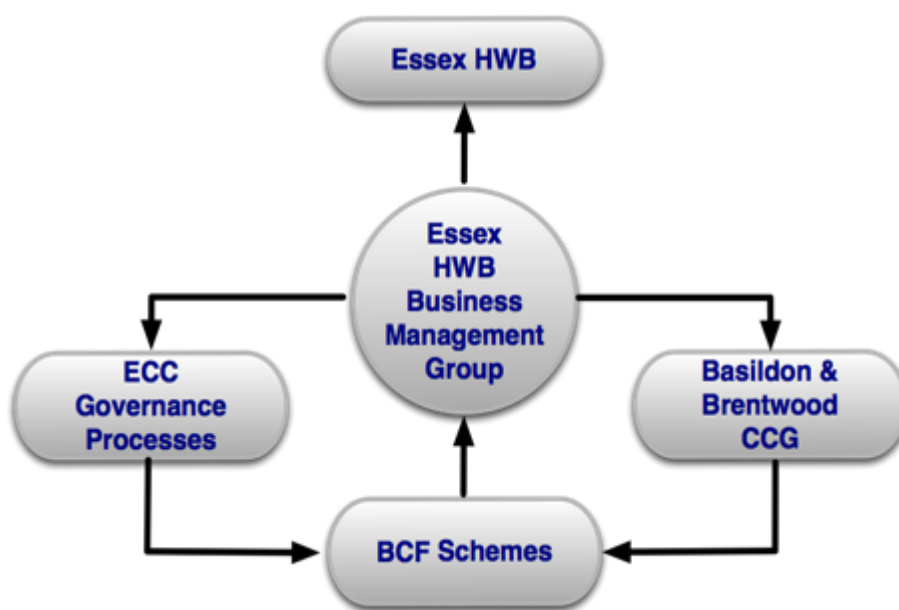 Essex HWB
Essex
HWB
Business
Management
Group
ECC
Governance
Processes
Basildon &
Brentwood
CCG
BCF Schemes